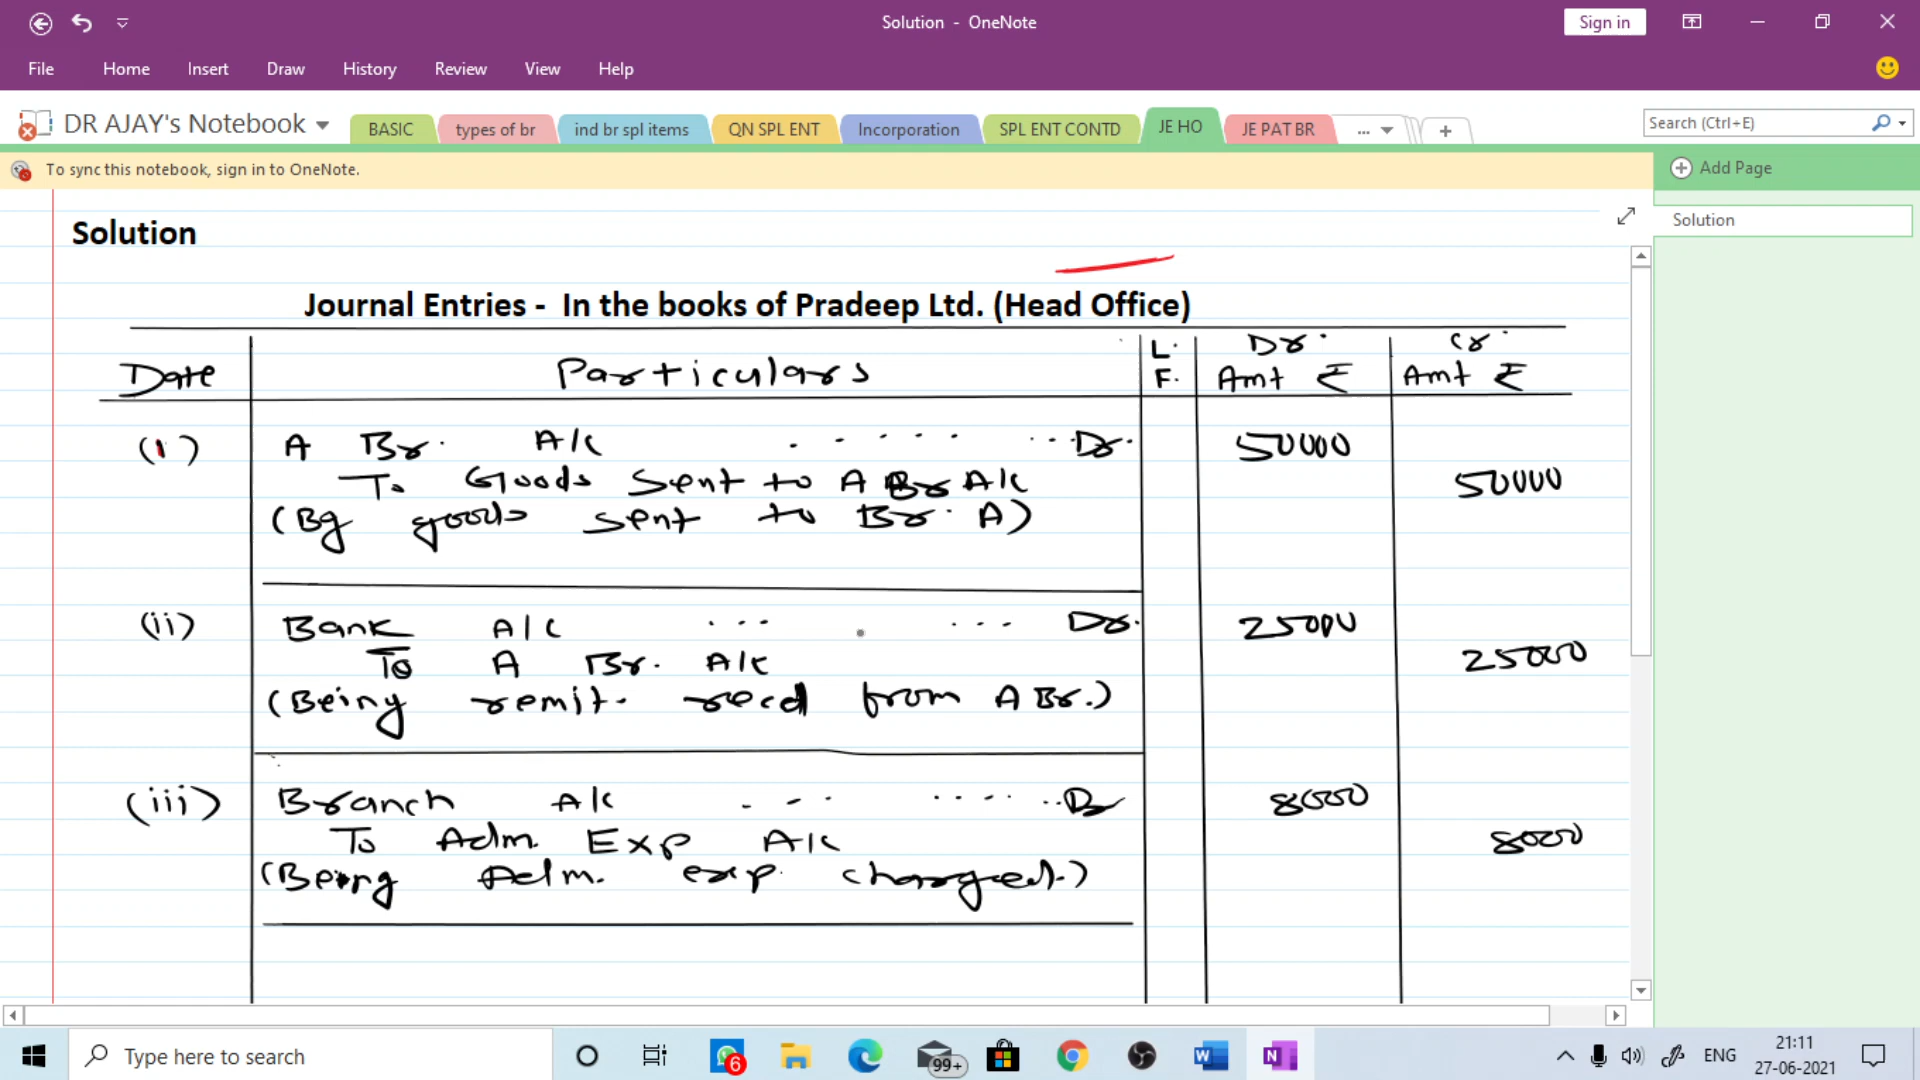 Solution - OneNote
Sign in
File Home Insert Draw History Review View Help
DR AJAY's Notebook
BASIC types of br ind br spl items QN SPL ENT Incorporation SPL ENT CONTD JE HO JE PAT BR ... +
Search (Ctrl+E)
To sync this notebook, sign in to OneNote.
Add Page
Solution
Solution
Journal Entries - In the books of Pradeep Ltd. (Head Office)
Date Particulars L. F. Dr. Amt ₹ Cr. Amt ₹
(i) A Br. A/c ........ Dr. 50000
To Goods sent to A Br A/c 50000
(Bg goods sent to Br. A)
(ii) Bank A/c ... ... Dr. 25000
To A Br. A/c 25000
(Being remit. recd from A Br.)
(iii) Branch A/c ... ...... Dr 8000
To Adm. Exp A/c 8000
(Being Adm. exp. charged.)
Type here to search
6
99+
ENG
21:11
27-06-2021